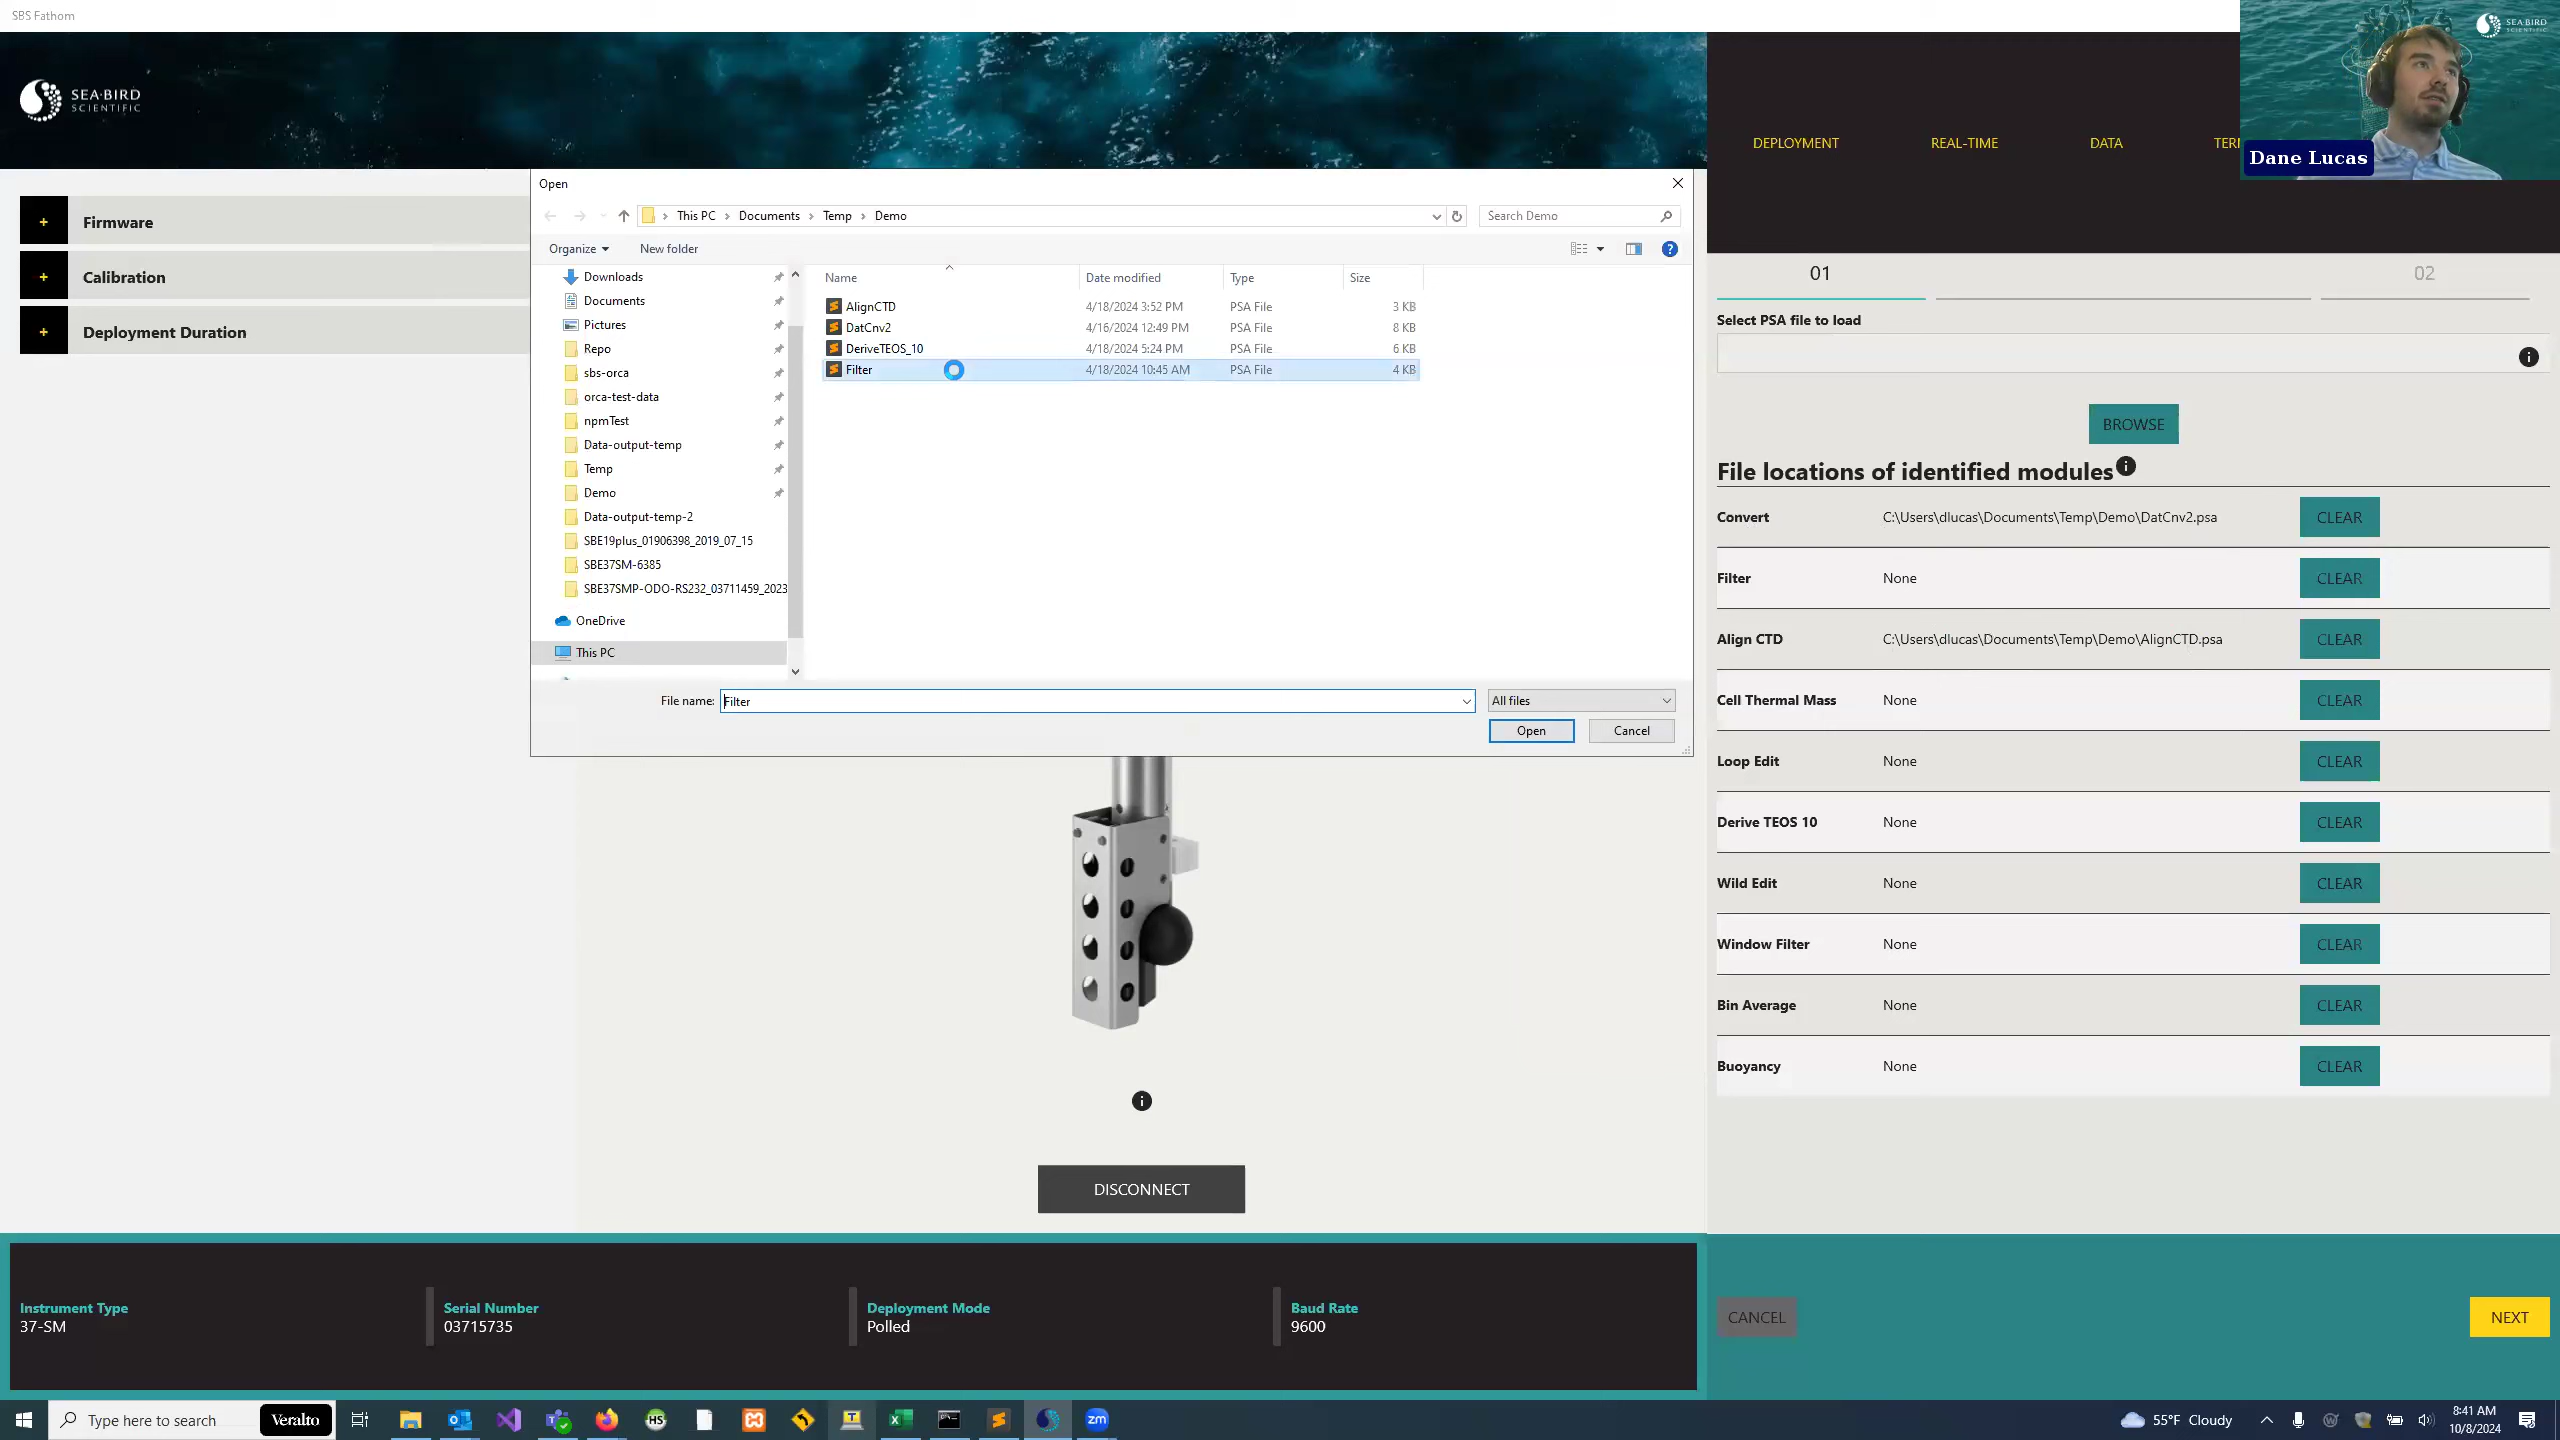 SBS Fathom
SEA·BIRD
SCIENTIFIC
SEA·BIRD
SCIENTIFIC
DEPLOYMENT
REAL-TIME
DATA
Dane Lucas
+ Firmware
+ Calibration
+ Deployment Duration
Open
This PC > Documents > Temp > Demo
Search Demo
Organize
New folder
Downloads
Documents
Pictures
Repo
sbs-orca
orca-test-data
npmTest
Data-output-temp
Temp
Demo
Data-output-temp-2
SBE19plus_01906398_2019_07_15
SBE37SM-6385
SBE37SMP-ODO-RS232_03711459_2023
OneDrive
This PC
Name Date modified Type Size
AlignCTD 4/18/2024 3:52 PM PSA File 3 KB
DatCnv2 4/16/2024 12:49 PM PSA File 8 KB
DeriveTEOS_10 4/18/2024 5:24 PM PSA File 6 KB
Filter 4/18/2024 10:45 AM PSA File 4 KB
File name: Filter
All files
Open
Cancel
DISCONNECT
01
02
Select PSA file to load
BROWSE
File locations of identified modules
Convert C:\Users\dlucas\Documents\Temp\Demo\DatCnv2.psa CLEAR
Filter None CLEAR
Align CTD C:\Users\dlucas\Documents\Temp\Demo\AlignCTD.psa CLEAR
Cell Thermal Mass None CLEAR
Loop Edit None CLEAR
Derive TEOS 10 None CLEAR
Wild Edit None CLEAR
Window Filter None CLEAR
Bin Average None CLEAR
Buoyancy None CLEAR
Instrument Type
37-SM
Serial Number
03715735
Deployment Mode
Polled
Baud Rate
9600
CANCEL
NEXT
Type here to search
Veralto
HS
zm
55°F Cloudy
8:41 AM
10/8/2024